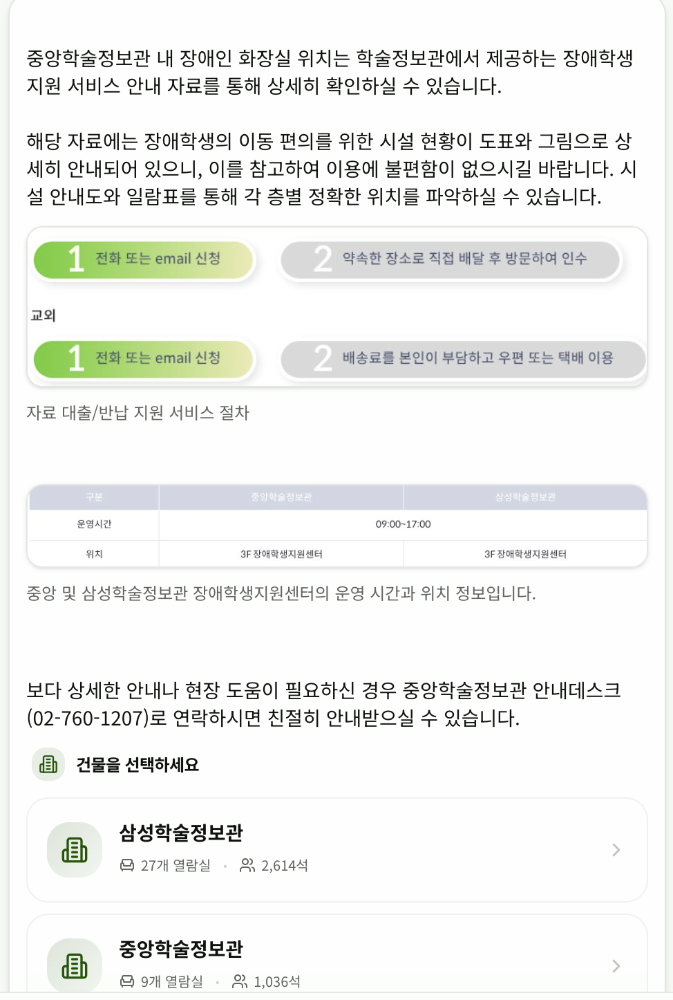 중앙학술정보관 내 장애인 화장실 위치는 학술정보관에서 제공하는 장애학생
지원 서비스 안내 자료를 통해 상세히 확인하실 수 있습니다.
해당 자료에는 장애학생의 이동 편의를 위한 시설 현황이 도표와 그림으로 상
세히 안내되어 있으니, 이를 참고하여 이용에 불편함이 없으시길 바랍니다. 시
설 안내도와 일람표를 통해 각 층별 정확한 위치를 파악하실 수 있습니다.
1 전화 또는 email 신청 2 약속한 장소로 직접 배달 후 방문하여 인수
교외
1 전화 또는 email 신청 2 배송료를 본인이 부담하고 우편 또는 택배 이용
자료 대출/반납 지원 서비스 절차
구분 중앙학술정보관 삼성학술정보관
운영시간 09:00~17:00
위치 3F 장애학생지원센터 3F 장애학생지원센터
중앙 및 삼성학술정보관 장애학생지원센터의 운영 시간과 위치 정보입니다.
보다 상세한 안내나 현장 도움이 필요하신 경우 중앙학술정보관 안내데스크
(02-760-1207)로 연락하시면 친절히 안내받으실 수 있습니다.
건물을 선택하세요
삼성학술정보관
27개 열람실 • 2,614석
중앙학술정보관
9개 열람실 • 1,036석